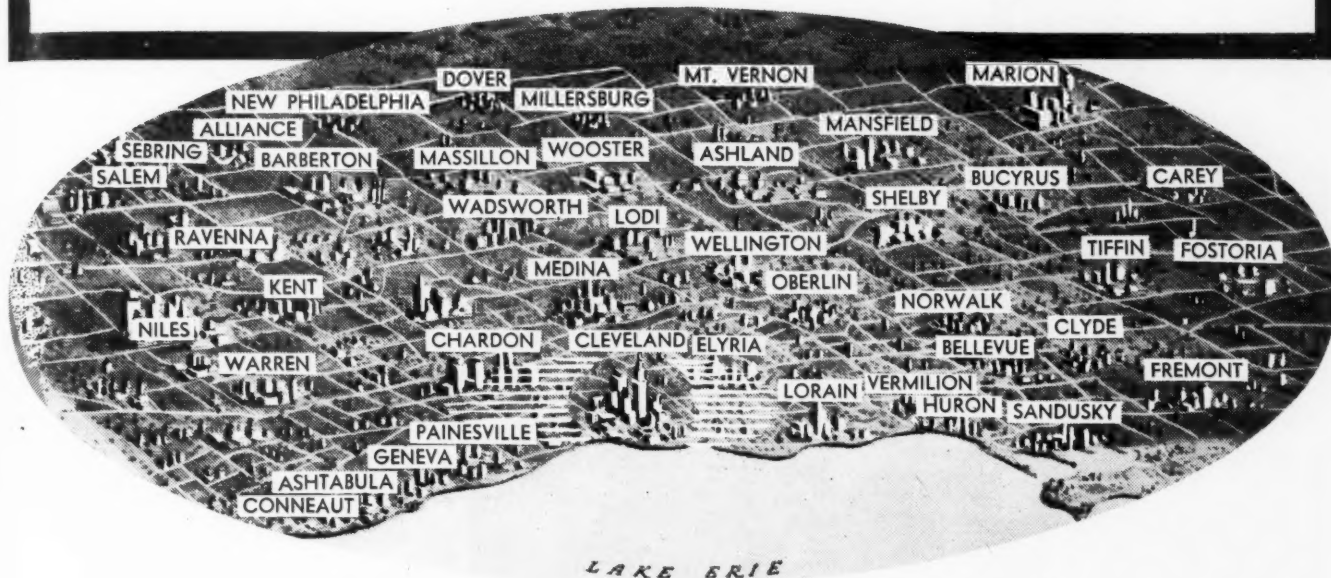 DOVER
MT. VERNON
MARION
NEW PHILADELPHIA
MILLERSBURG
ALLIANCE
MANSFIELD
SEBRING
BARBERTON
MASSILLON
WOOSTER
ASHLAND
SALEM
BUCYRUS
CAREY
WADSWORTH
LODI
SHELBY
RAVENNA
WELLINGTON
TIFFIN
FOSTORIA
MEDINA
KENT
OBERLIN
NORWALK
NILES
CHARDON
CLEVELAND
ELYRIA
BELLEVUE
CLYDE
WARREN
FREMONT
LORAIN
VERMILION
HURON
SANDUSKY
PAINESVILLE
GENEVA
ASHTABULA
CONNEAUT
LAKE ERIE